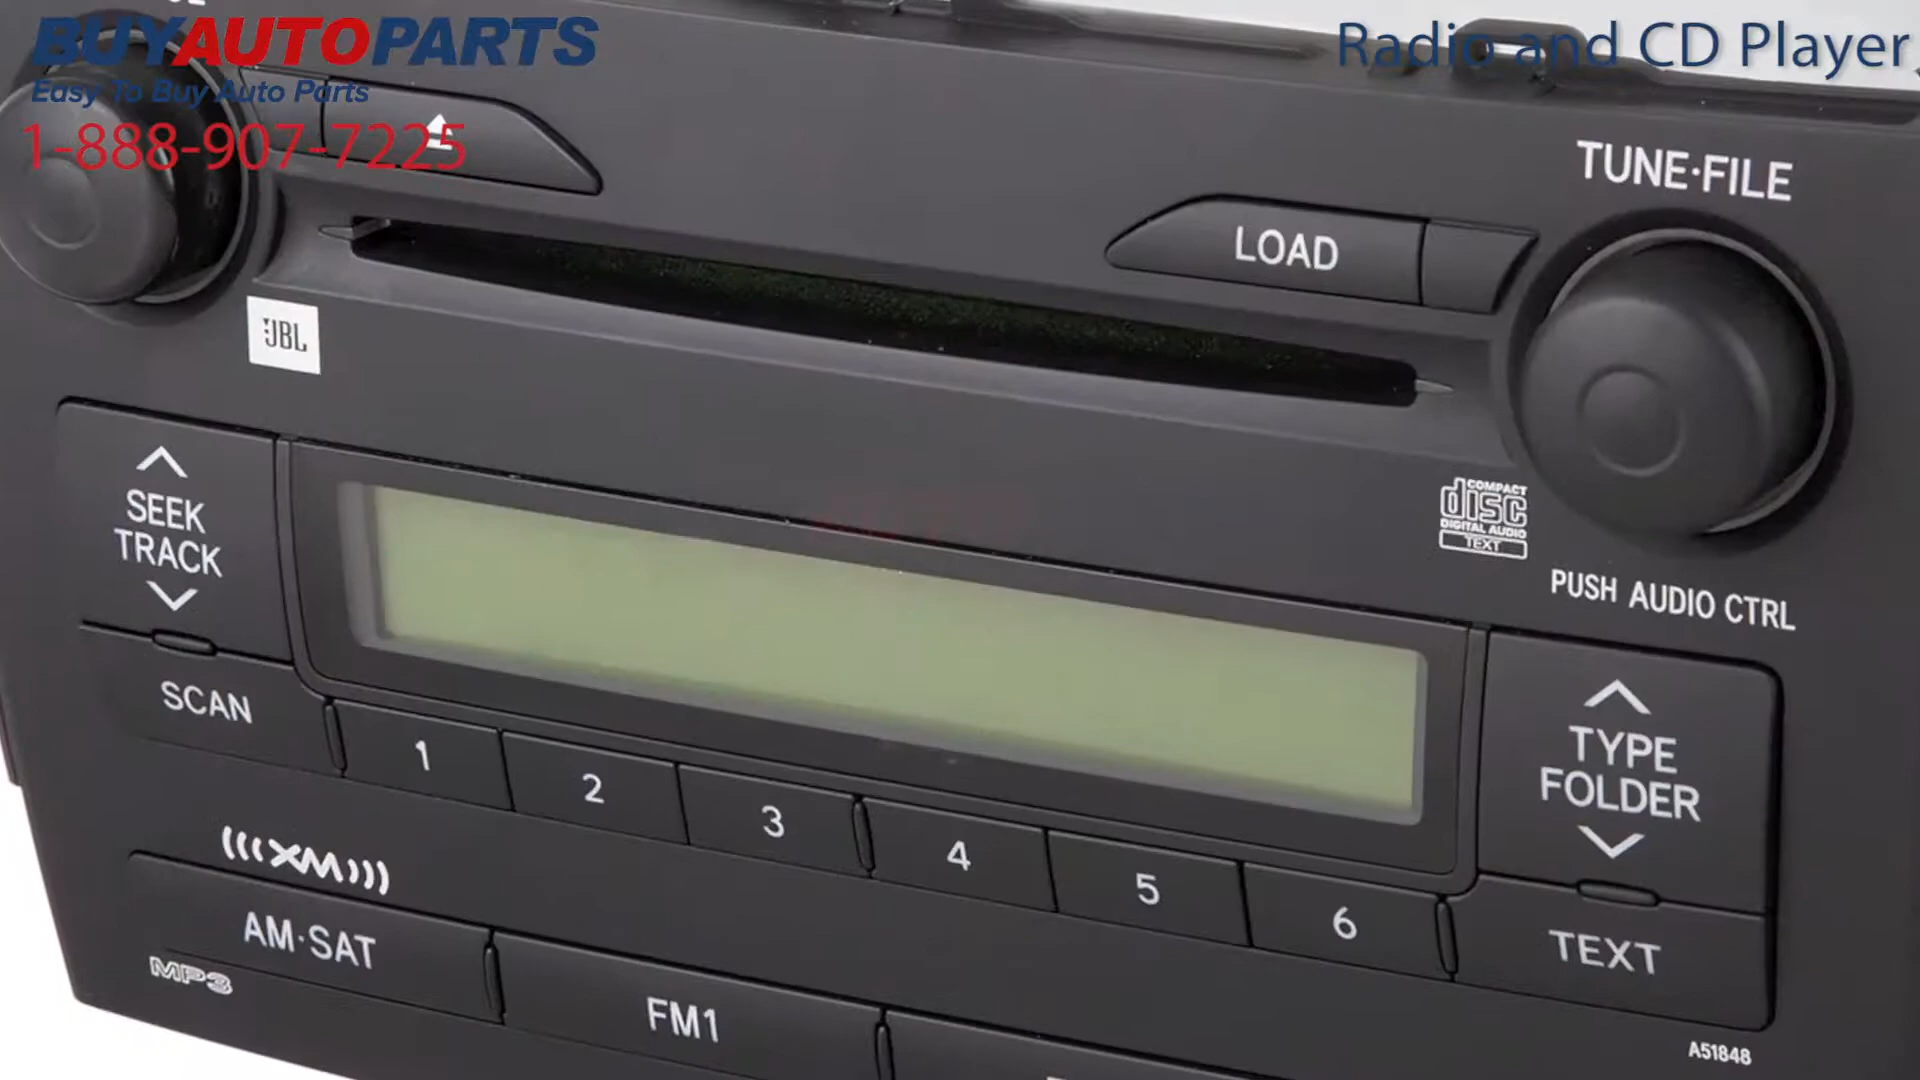 BUYAUTOPARTS
Easy To Buy Auto Parts
1-888-907-7225
Radio and CD Player
TUNE·FILE
LOAD
JBL
SEEK
TRACK
COMPACT
disc
DIGITAL AUDIO
TEXT
PUSH AUDIO CTRL
SCAN
TYPE
FOLDER
1
2
3
4
5
6
XM
AM·SAT
TEXT
MP3
FM1
A51848